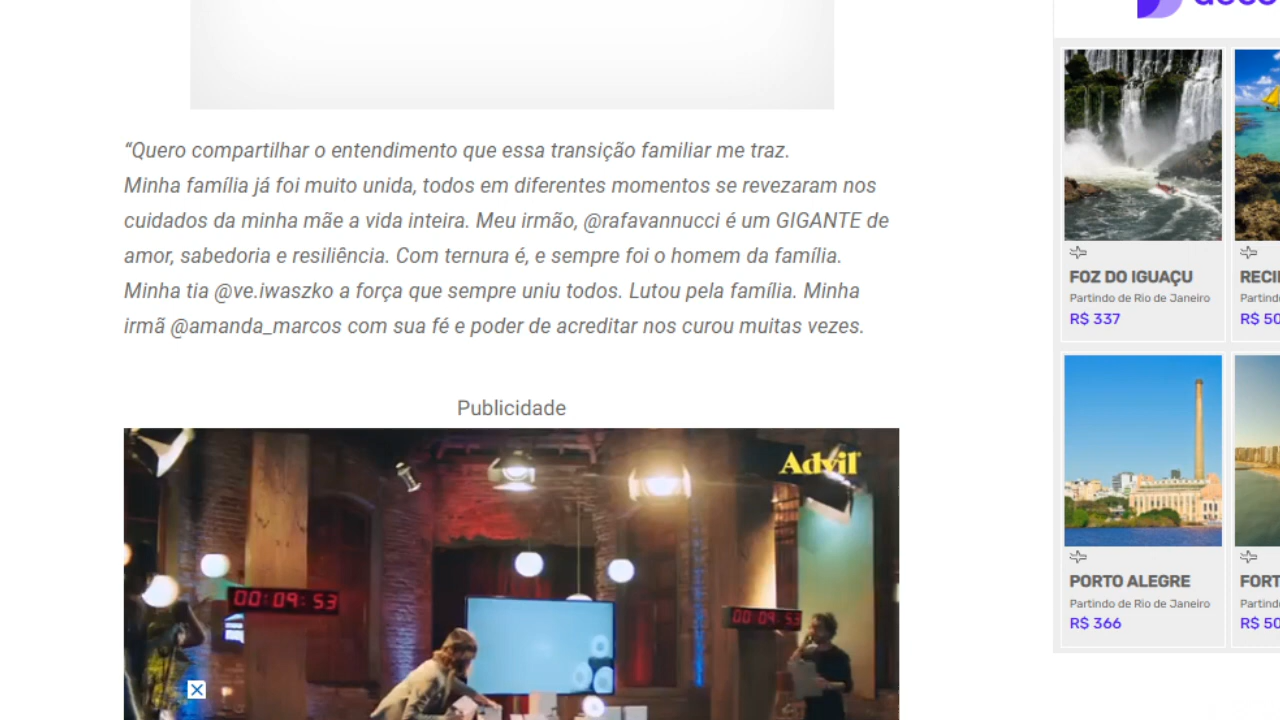 “Quero compartilhar o entendimento que essa transição familiar me traz.
Minha família já foi muito unida, todos em diferentes momentos se revezaram nos
cuidados da minha mãe a vida inteira. Meu irmão, @rafavannucci é um GIGANTE de
amor, sabedoria e resiliência. Com ternura é, e sempre foi o homem da família.
Minha tia @ve.iwaszko a força que sempre uniu todos. Lutou pela família. Minha
irmã @amanda_marcos com sua fé e poder de acreditar nos curou muitas vezes.
Publicidade
Advil
00:09:53
00:09:53
FOZ DO IGUAÇU
Partindo de Rio de Janeiro
R$ 337
PORTO ALEGRE
Partindo de Rio de Janeiro
R$ 366